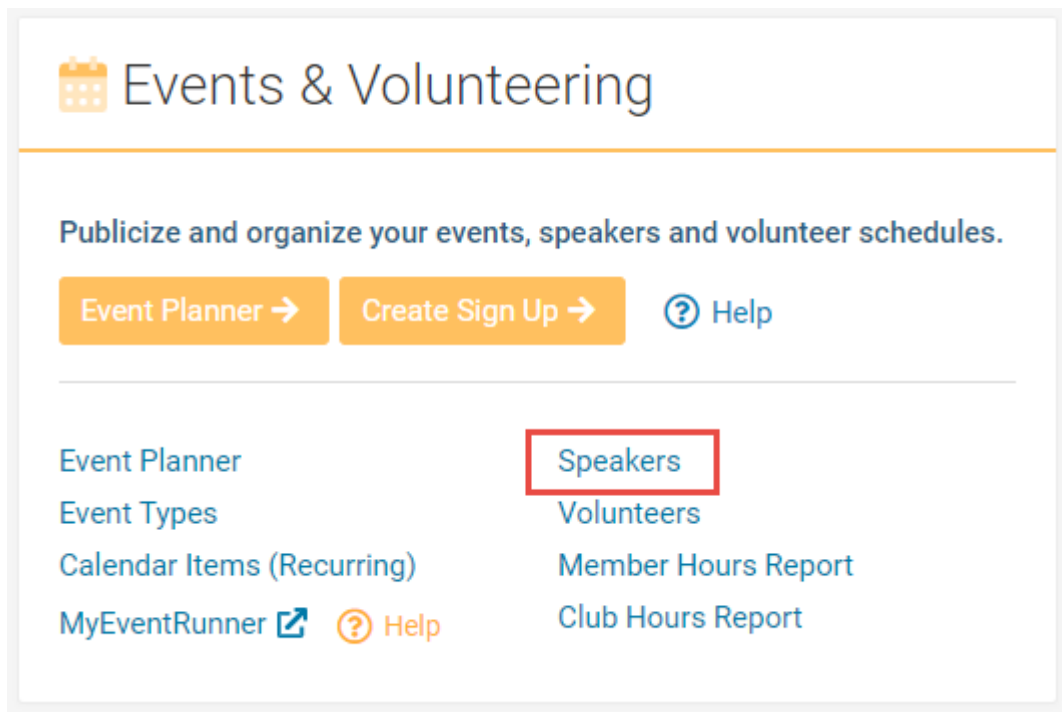 Events & Volunteering
Publicize and organize your events, speakers and volunteer schedules.
Event Planner → Create Sign Up → Help
Event Planner
Event Types
Calendar Items (Recurring)
MyEventRunner Help
Speakers
Volunteers
Member Hours Report
Club Hours Report